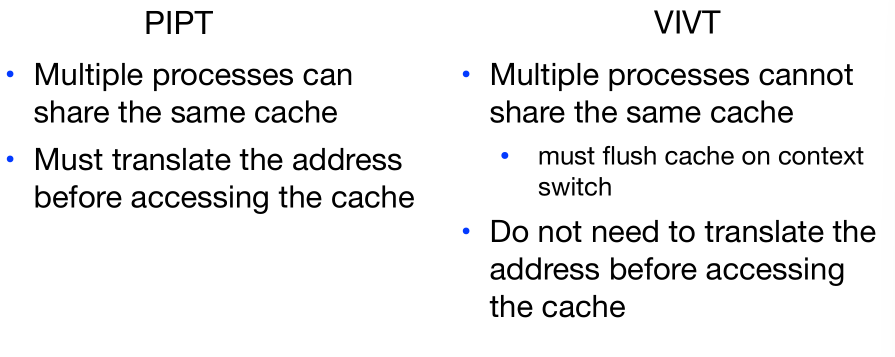 PIPT
• Multiple processes can
share the same cache
• Must translate the address
before accessing the cache
VIVT
• Multiple processes cannot
share the same cache
• must flush cache on context
switch
• Do not need to translate the
address before accessing
the cache